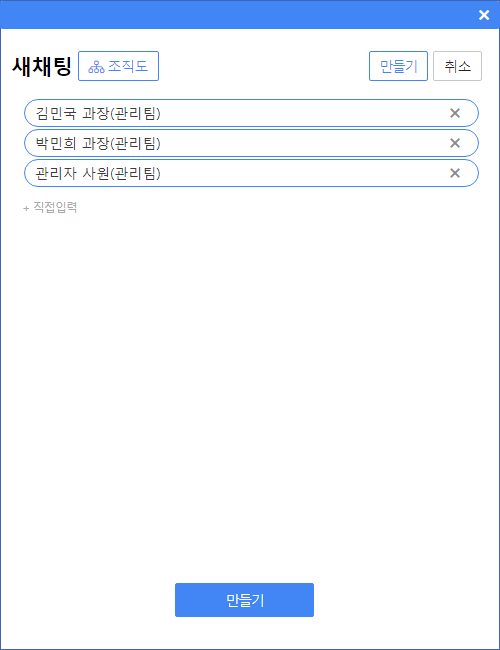 새채팅 조직도 만들기 취소
김민국 과장(관리팀)
박민희 과장(관리팀)
관리자 사원(관리팀)
+ 직접입력
만들기